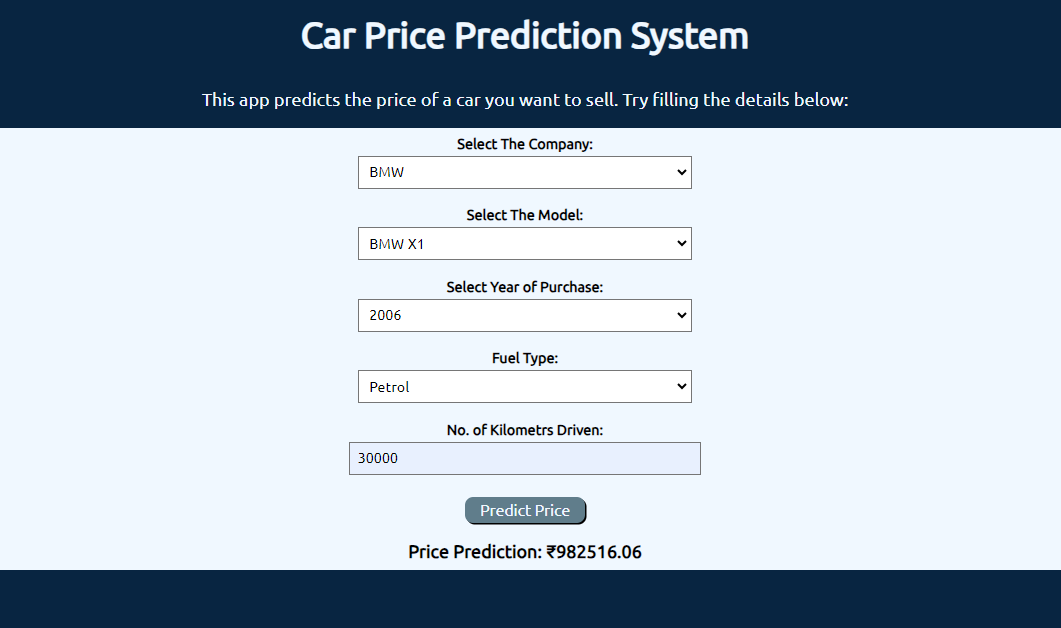 Car Price Prediction System
This app predicts the price of a car you want to sell. Try filling the details below:
Select The Company:
BMW
Select The Model:
BMW X1
Select Year of Purchase:
2006
Fuel Type:
Petrol
No. of Kilometrs Driven:
30000
Predict Price
Price Prediction: ₹982516.06